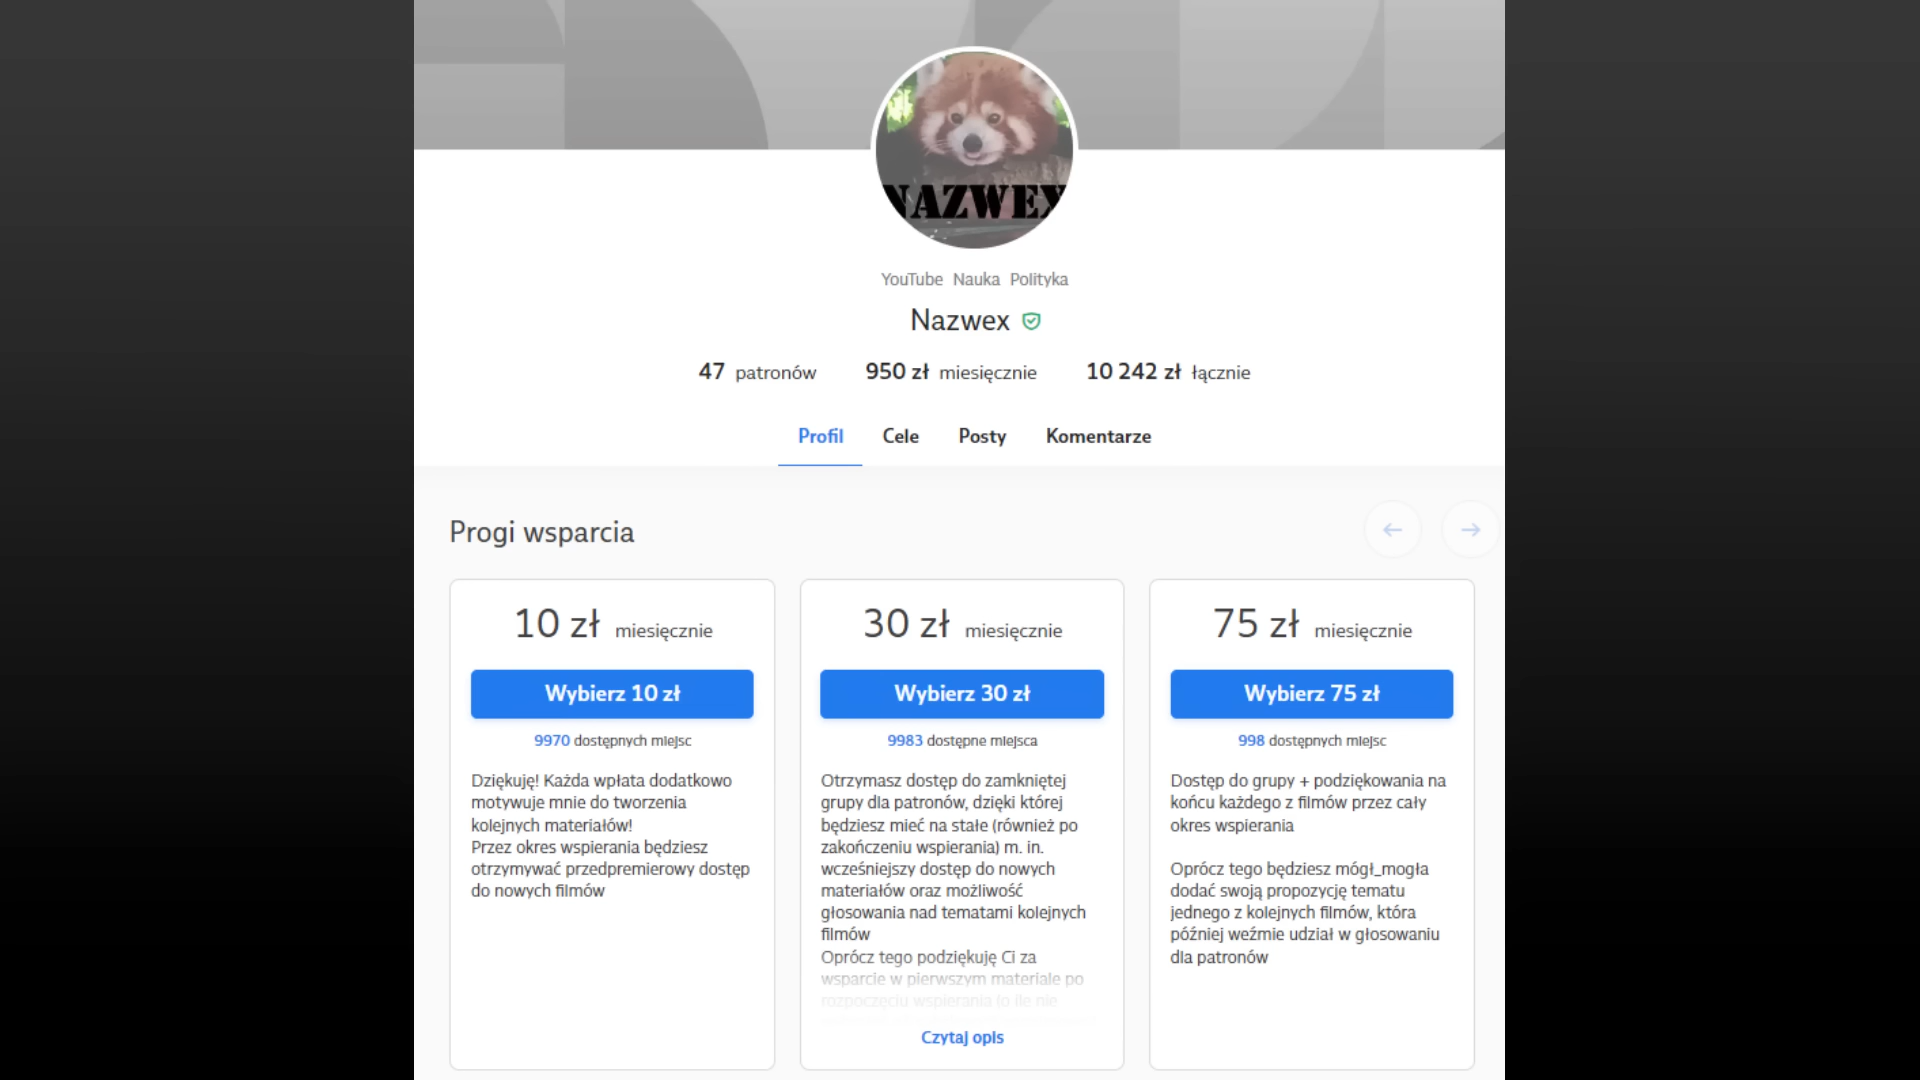 NAZWEX
YouTube Nauka Polityka
Nazwex
47 patronów 950 zł miesięcznie 10 242 zł łącznie
Profil Cele Posty Komentarze
Progi wsparcia
10 zł miesięcznie
Wybierz 10 zł
9970 dostępnych miejsc
Dziękuję! Każda wpłata dodatkowo
motywuje mnie do tworzenia
kolejnych materiałów!
Przez okres wspierania będziesz
otrzymywać przedpremierowy dostęp
do nowych filmów
30 zł miesięcznie
Wybierz 30 zł
9983 dostępne miejsca
Otrzymasz dostęp do zamkniętej
grupy dla patronów, dzięki której
będziesz mieć na stałe (również po
zakończeniu wspierania) m. in.
wcześniejszy dostęp do nowych
materiałów oraz możliwość
głosowania nad tematami kolejnych
filmów
Oprócz tego podziękuję Ci za
wsparcie w pierwszym materiale po
rozpoczęciu wspierania (o ile nie
Czytaj opis
75 zł miesięcznie
Wybierz 75 zł
998 dostępnych miejsc
Dostęp do grupy + podziękowania na
końcu każdego z filmów przez cały
okres wspierania
Oprócz tego będziesz mógł_mogła
dodać swoją propozycję tematu
jednego z kolejnych filmów, która
później weźmie udział w głosowaniu
dla patronów